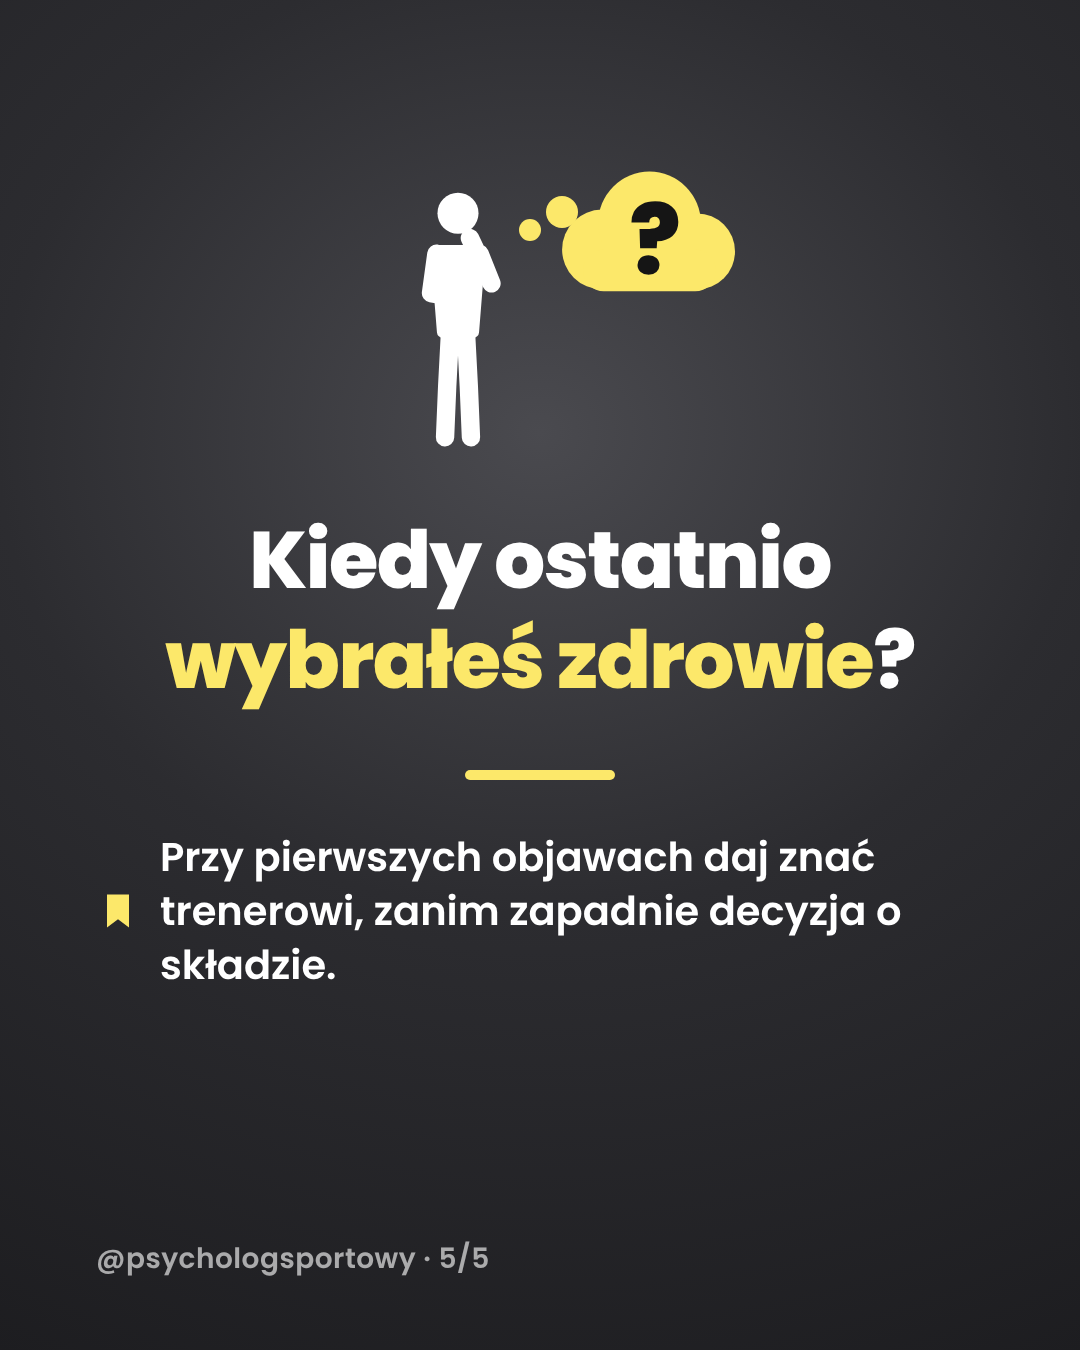 ?
Kiedy ostatnio
wybrałeś zdrowie?
Przy pierwszych objawach daj znać
trenerowi, zanim zapadnie decyzja o
składzie.
@psychologsportowy · 5/5